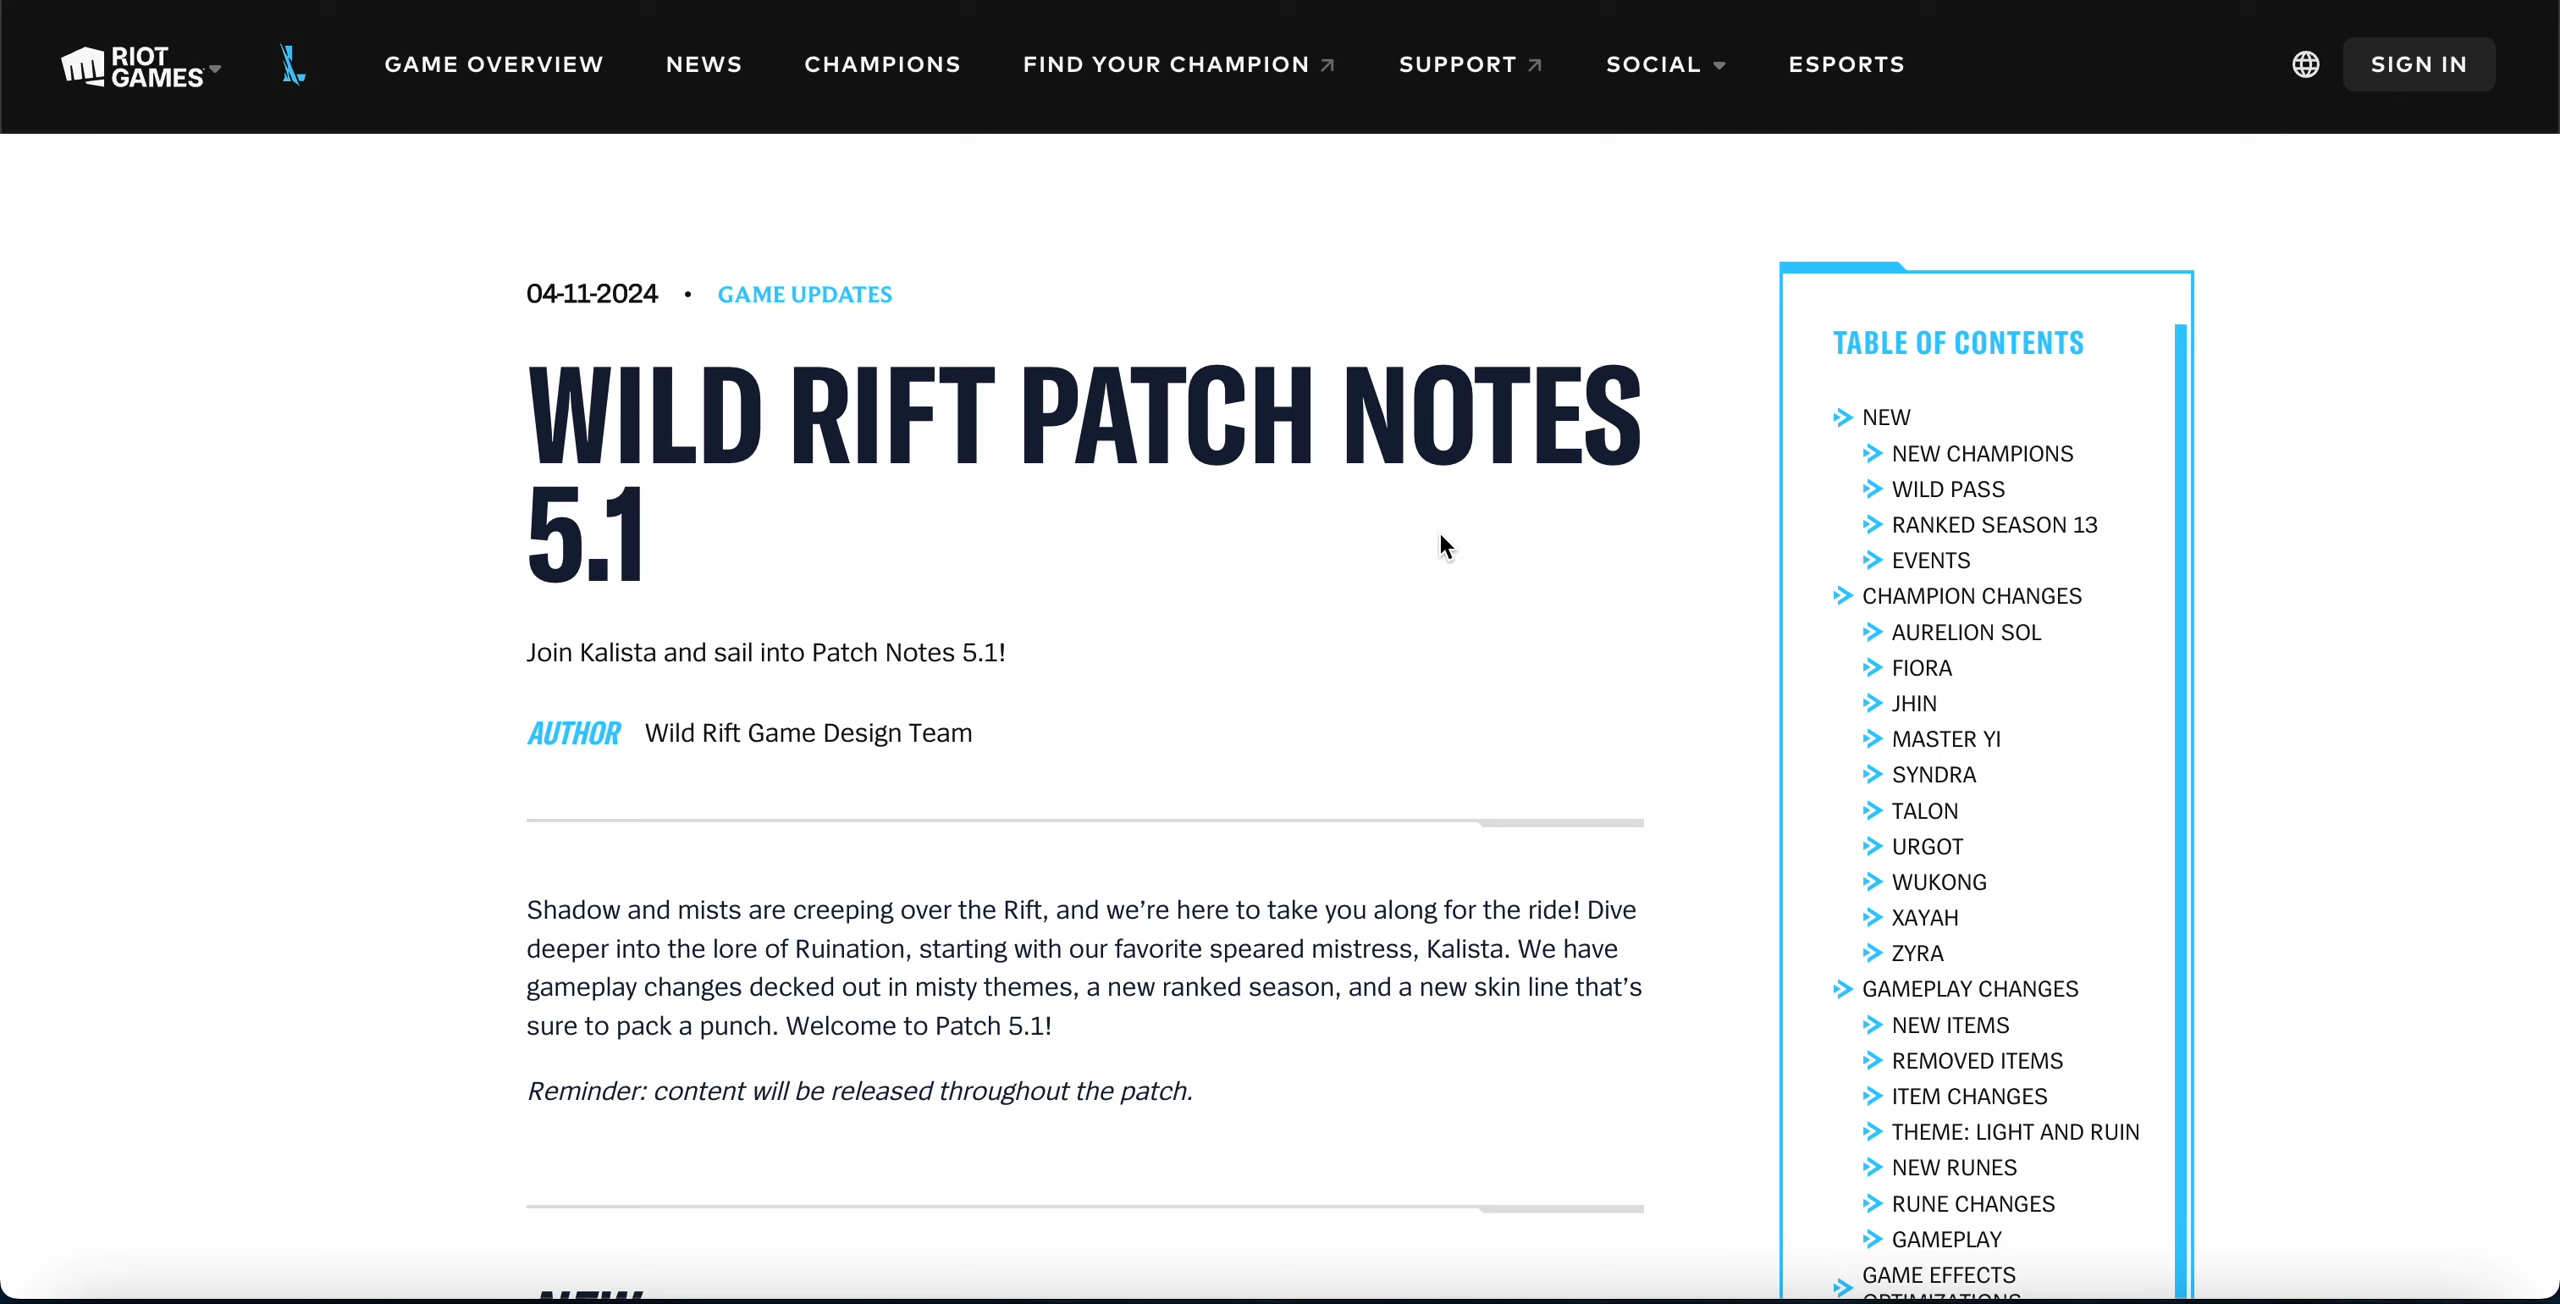 RIOT
GAMES
GAME OVERVIEW
NEWS
CHAMPIONS
FIND YOUR CHAMPION
SUPPORT
SOCIAL
ESPORTS
SIGN IN
04-11-2024 • GAME UPDATES
WILD RIFT PATCH NOTES
5.1
Join Kalista and sail into Patch Notes 5.1!
AUTHOR Wild Rift Game Design Team
Shadow and mists are creeping over the Rift, and we’re here to take you along for the ride! Dive
deeper into the lore of Ruination, starting with our favorite speared mistress, Kalista. We have
gameplay changes decked out in misty themes, a new ranked season, and a new skin line that’s
sure to pack a punch. Welcome to Patch 5.1!
Reminder: content will be released throughout the patch.
NEW
TABLE OF CONTENTS
NEW
NEW CHAMPIONS
WILD PASS
RANKED SEASON 13
EVENTS
CHAMPION CHANGES
AURELION SOL
FIORA
JHIN
MASTER YI
SYNDRA
TALON
URGOT
WUKONG
XAYAH
ZYRA
GAMEPLAY CHANGES
NEW ITEMS
REMOVED ITEMS
ITEM CHANGES
THEME: LIGHT AND RUIN
NEW RUNES
RUNE CHANGES
GAMEPLAY
GAME EFFECTS
OPTIMIZATIONS